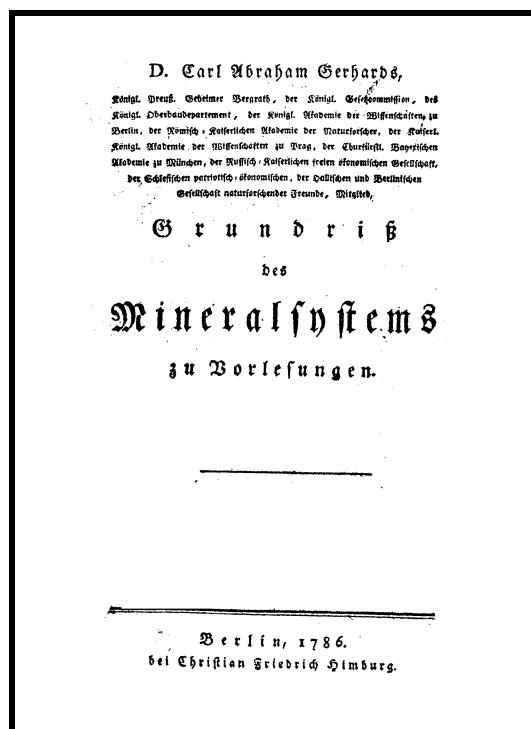 D. Carl Abraham Gerhards,
Königl. Preuß. Geheimer Bergrath, der Königl. Gesetzcommission, des
Königl. Oberbaudepartement, der Königl. Akademie der Wissenschaften zu
Berlin, der Römisch-Kaiserlichen Akademie der Naturforscher, der Kaiserl.
Königl. Akademie der Wissenschaften zu Prag, der Churfürstl. Bayerischen
Akademie zu München, der Russisch-Kaiserlichen freien ökonomischen Gesellschaft,
der Schlesischen patriotisch-ökonomischen, der Hallischen und Berlinischen
Gesellschaft naturforschender Freunde, Mitglied,
Grundriß
des
Mineralsystems
zu Vorlesungen.
Berlin, 1786.
bei Christian Friedrich Himburg.